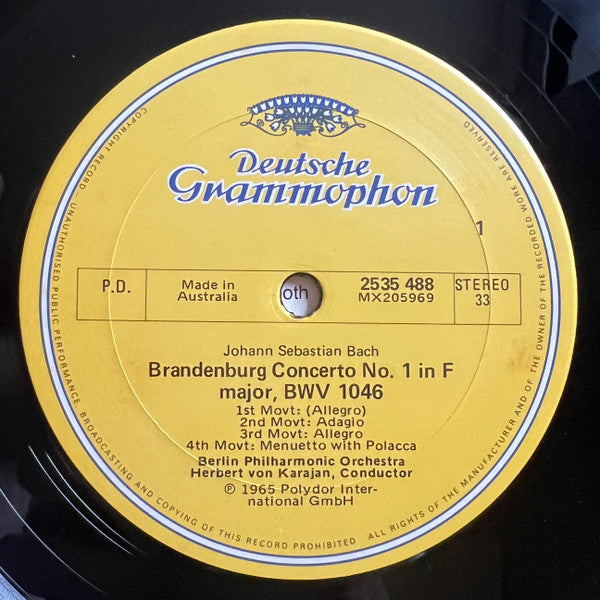 Deutsche
Grammophon
1
P.D.
Made in
Australia
oth
2535 488
MX205969
STEREO
33
Johann Sebastian Bach
Brandenburg Concerto No. 1 in F
major, BWV 1046
1st Movt: (Allegro)
2nd Movt: Adagio
3rd Movt: Allegro
4th Movt: Menuetto with Polacca
Berlin Philharmonic Orchestra
Herbert von Karajan, Conductor
Ⓟ 1965 Polydor Inter-
national GmbH
COPYRIGHT RECORD UNAUTHORISED PUBLIC PERFORMANCE. BROADCASTING AND COPYING OF THIS RECORD PROHIBITED ALL RIGHTS OF THE MANUFACTURER AND OF THE OWNER OF THE RECORDED WORK ARE RESERVED